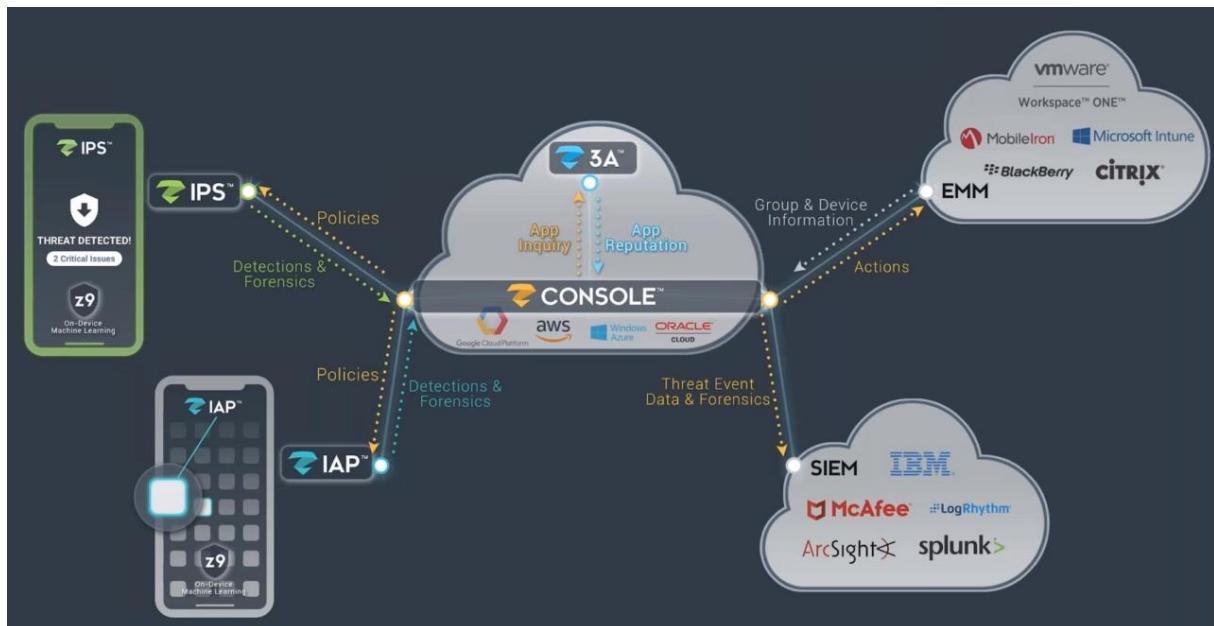 IPS™
THREAT DETECTED!
2 Critical Issues
z9
On-Device
Machine Learning
IPS™
Policies
Detections &
Forensics
IAP™
z9
On-Device
Machine Learning
IAP™
Policies
Detections &
Forensics
3A™
App
Inquiry
App
Reputation
CONSOLE™
Google Cloud Platform
aws
Windows
Azure
ORACLE
CLOUD
Group & Device
Information
Actions
Threat Event
Data & Forensics
vmware
Workspace™ ONE™
MobileIron
Microsoft Intune
BlackBerry
CITRIX
EMM
SIEM
IBM
McAfee
LogRhythm
ArcSight
splunk>